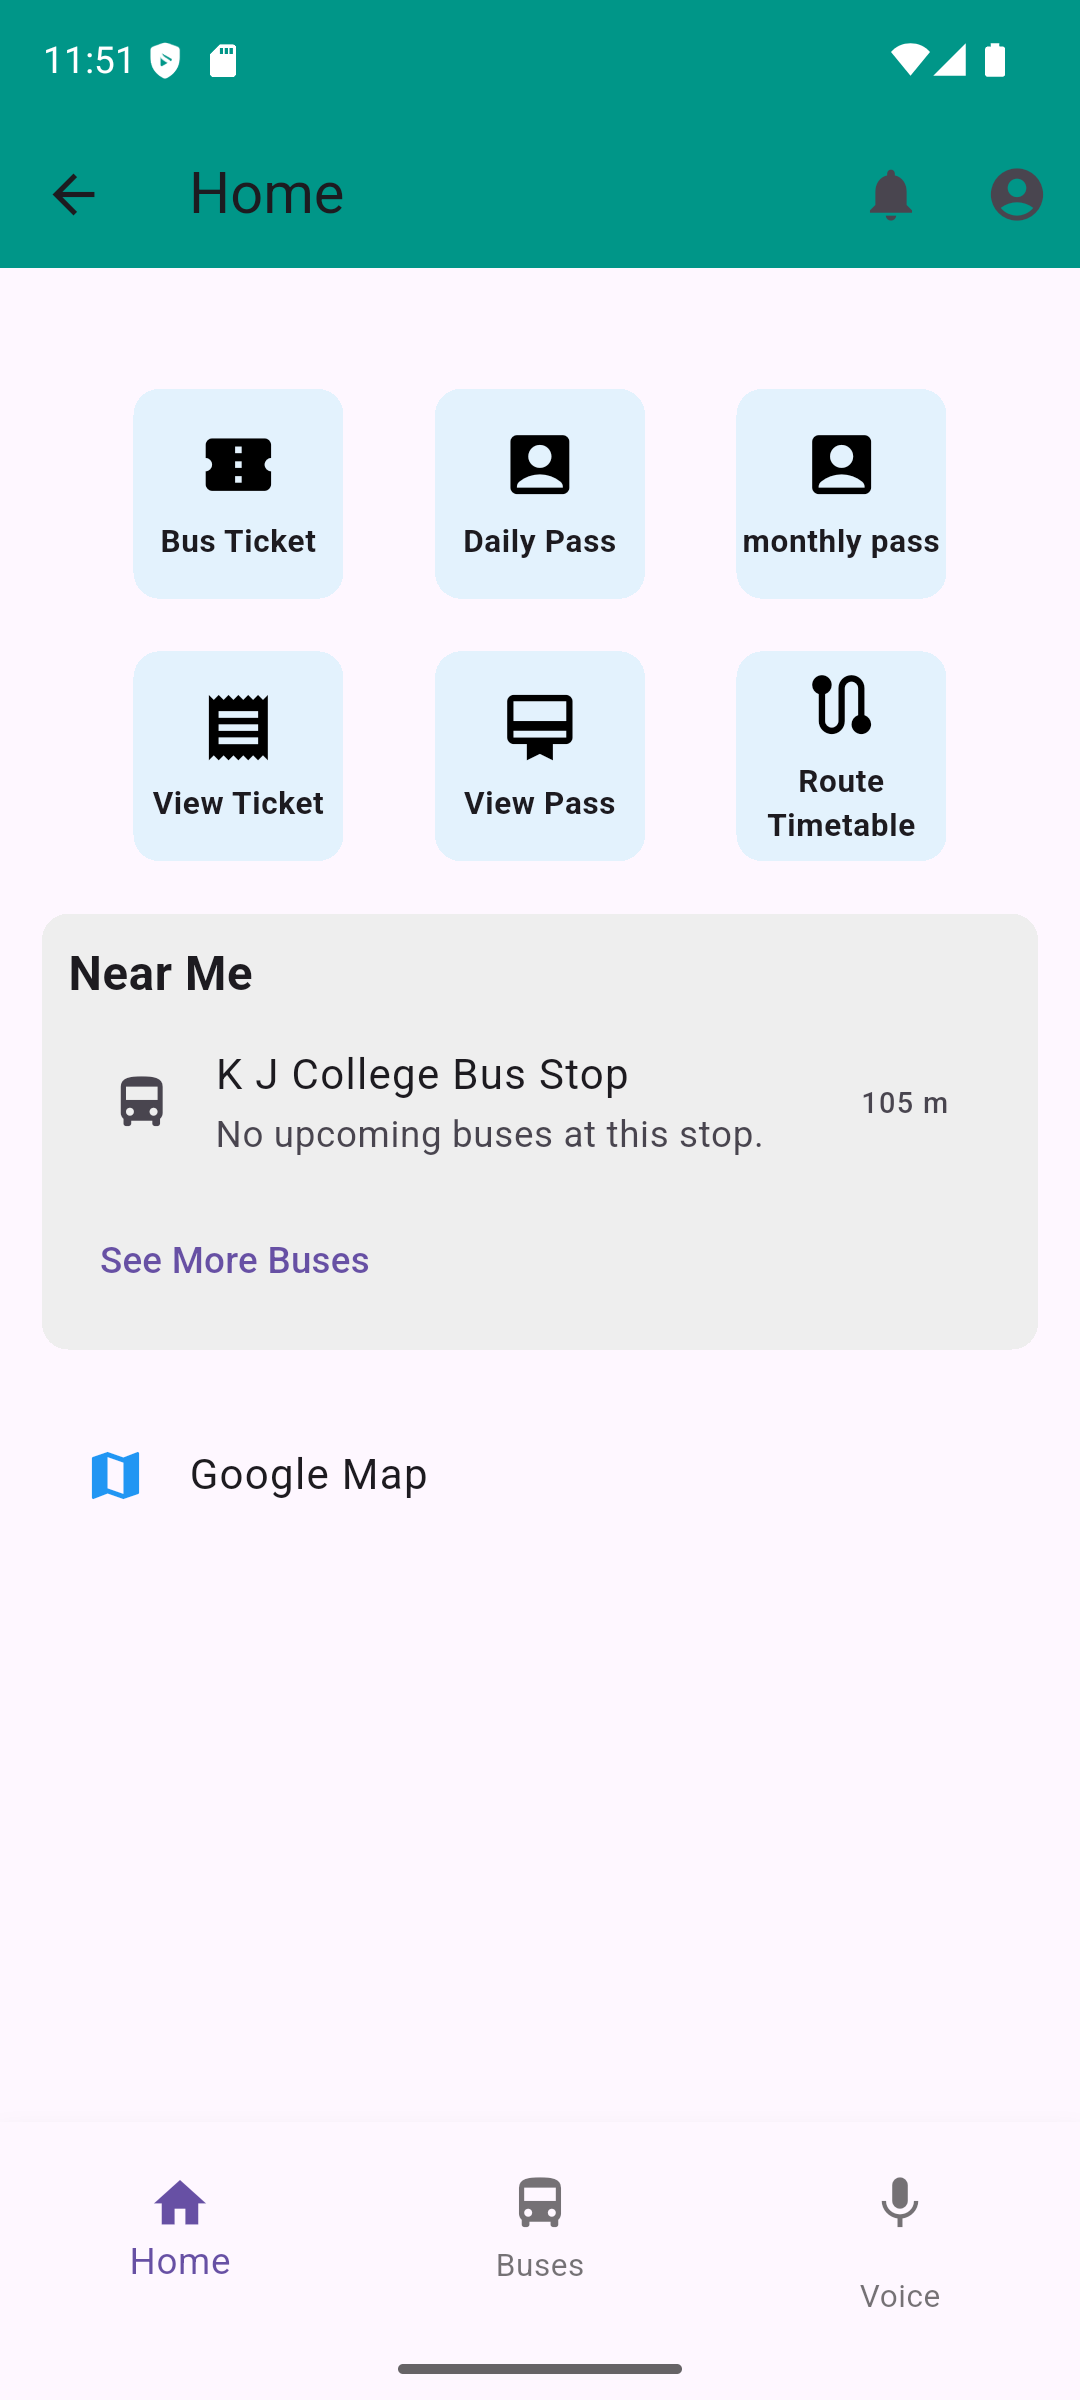 11:51
Home
Bus Ticket
Daily Pass
monthly pass
View Ticket
View Pass
Route
Timetable
Near Me
K J College Bus Stop
105 m
No upcoming buses at this stop.
See More Buses
Google Map
Home
Buses
Voice